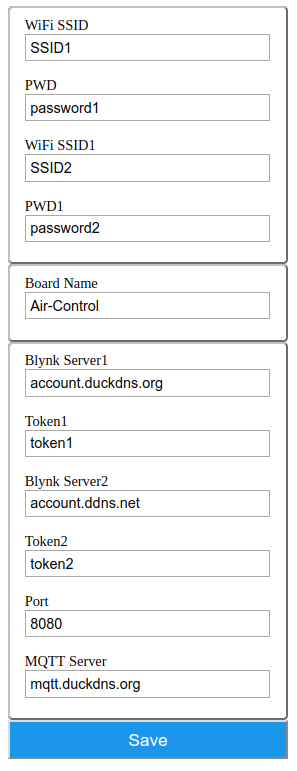 WiFi SSID
SSID1
PWD
password1
WiFi SSID1
SSID2
PWD1
password2
Board Name
Air-Control
Blynk Server1
account.duckdns.org
Token1
token1
Blynk Server2
account.ddns.net
Token2
token2
Port
8080
MQTT Server
mqtt.duckdns.org
Save